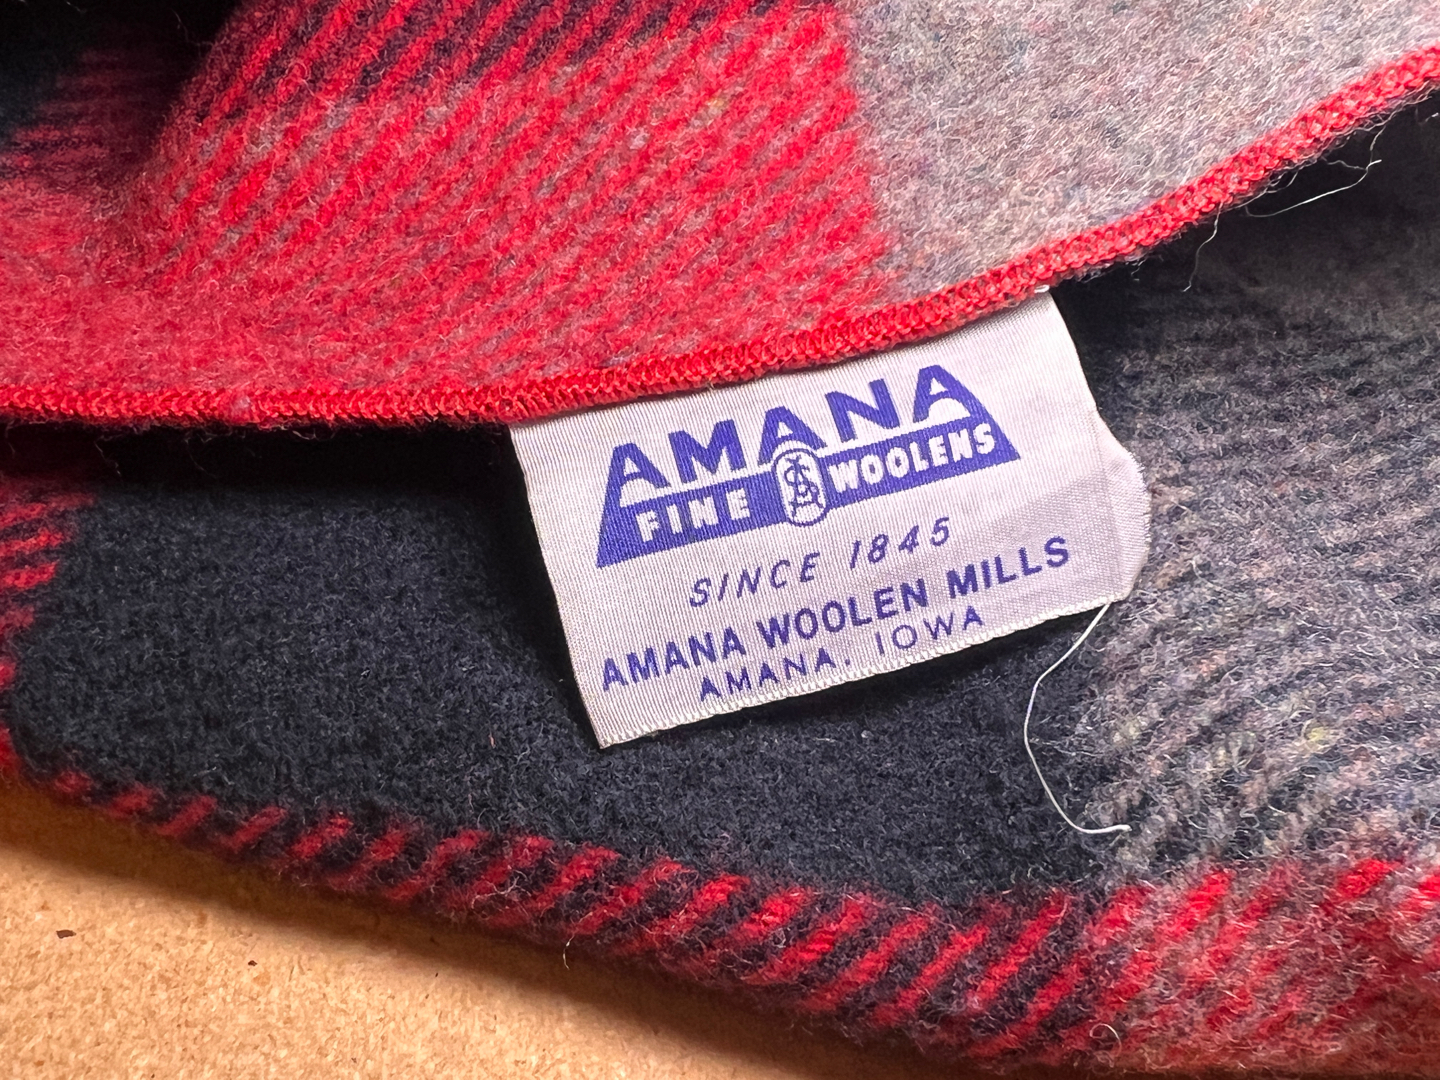 AMANA
FINE WOOLENS
SINCE 1845
AMANA WOOLEN MILLS
AMANA, IOWA